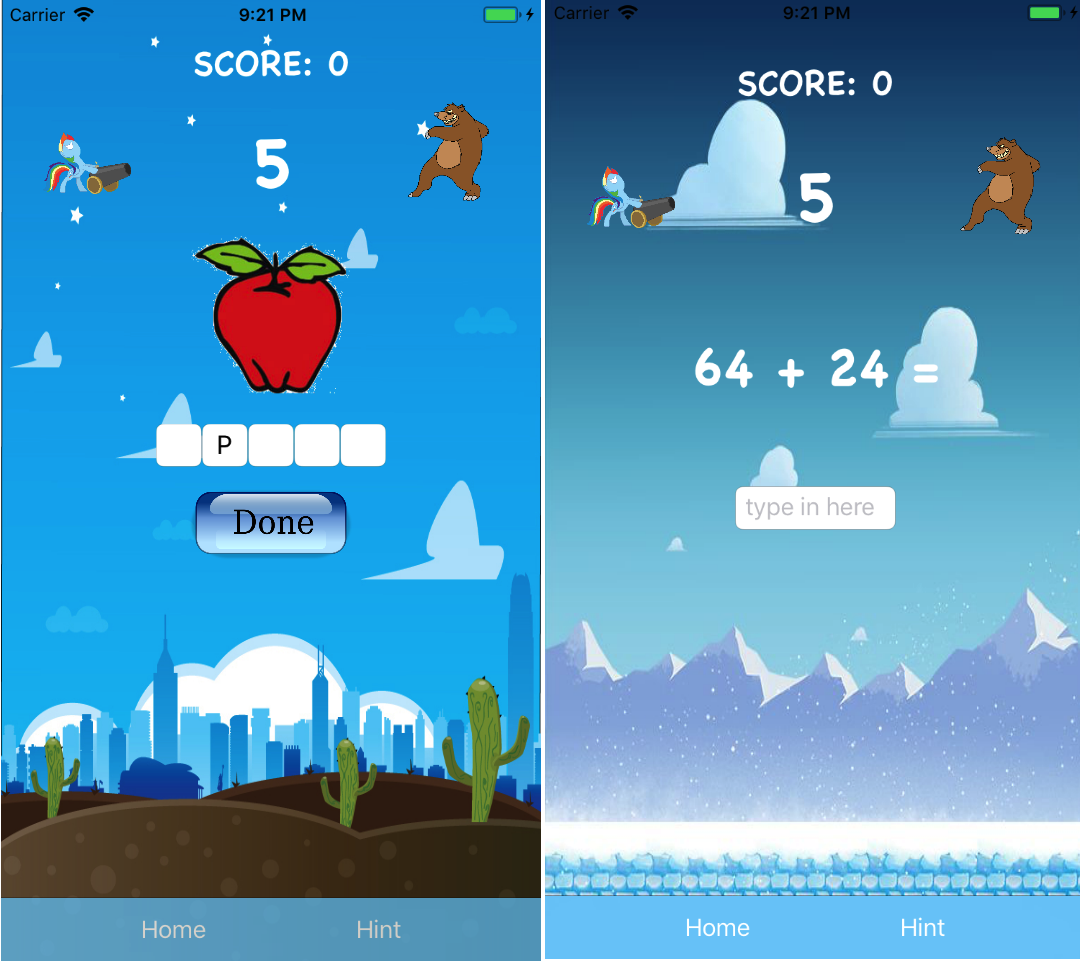 Carrier 9:21 PM
SCORE: 0
5
P
Done
Home Hint
Carrier 9:21 PM
SCORE: 0
5
64 + 24 =
type in here
Home Hint